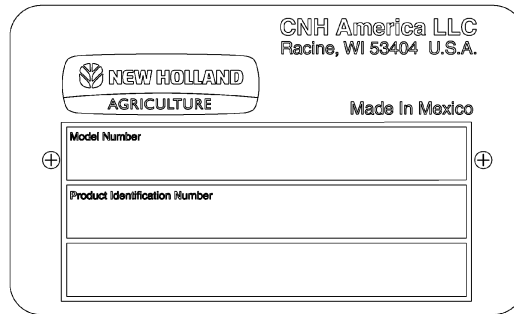 CNH America LLC
Racine, WI 53404 U.S.A.
NEW HOLLAND
AGRICULTURE
Made In Mexico
Model Number
Product Identification Number